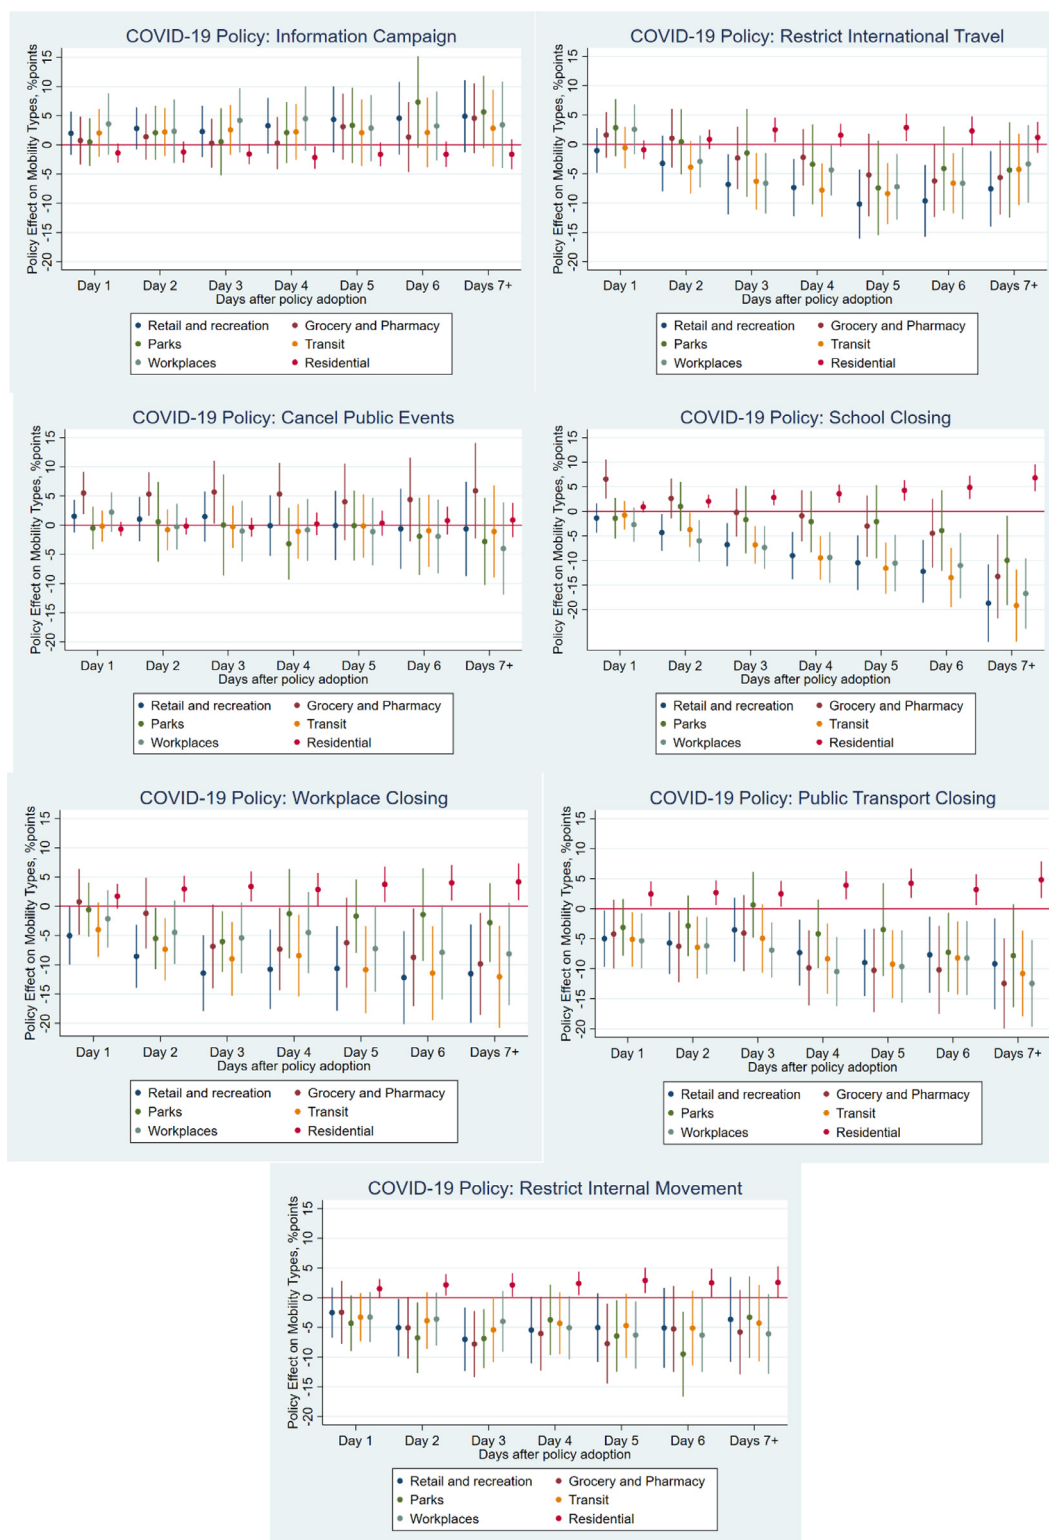 COVID-19 Policy: Information Campaign
Policy Effect on Mobility Types, %points
15
10
5
0
-5
-10
-15
-20
Day 1 Day 2 Day 3 Day 4 Day 5 Day 6 Days 7+
Days after policy adoption
Retail and recreation Grocery and Pharmacy
Parks Transit
Workplaces Residential
COVID-19 Policy: Restrict International Travel
Policy Effect on Mobility Types, %points
15
10
5
0
-5
-10
-15
-20
Day 1 Day 2 Day 3 Day 4 Day 5 Day 6 Days 7+
Days after policy adoption
Retail and recreation Grocery and Pharmacy
Parks Transit
Workplaces Residential
COVID-19 Policy: Cancel Public Events
Policy Effect on Mobility Types, %points
15
10
5
0
-5
-10
-15
-20
Day 1 Day 2 Day 3 Day 4 Day 5 Day 6 Days 7+
Days after policy adoption
Retail and recreation Grocery and Pharmacy
Parks Transit
Workplaces Residential
COVID-19 Policy: School Closing
Policy Effect on Mobility Types, %points
15
10
5
0
-5
-10
-15
-20
Day 1 Day 2 Day 3 Day 4 Day 5 Day 6 Days 7+
Days after policy adoption
Retail and recreation Grocery and Pharmacy
Parks Transit
Workplaces Residential
COVID-19 Policy: Workplace Closing
Policy Effect on Mobility Types, %points
15
10
5
0
-5
-10
-15
-20
Day 1 Day 2 Day 3 Day 4 Day 5 Day 6 Days 7+
Days after policy adoption
Retail and recreation Grocery and Pharmacy
Parks Transit
Workplaces Residential
COVID-19 Policy: Public Transport Closing
Policy Effect on Mobility Types, %points
15
10
5
0
-5
-10
-15
-20
Day 1 Day 2 Day 3 Day 4 Day 5 Day 6 Days 7+
Days after policy adoption
Retail and recreation Grocery and Pharmacy
Parks Transit
Workplaces Residential
COVID-19 Policy: Restrict Internal Movement
Policy Effect on Mobility Types, %points
15
10
5
0
-5
-10
-15
-20
Day 1 Day 2 Day 3 Day 4 Day 5 Day 6 Days 7+
Days after policy adoption
Retail and recreation Grocery and Pharmacy
Parks Transit
Workplaces Residential